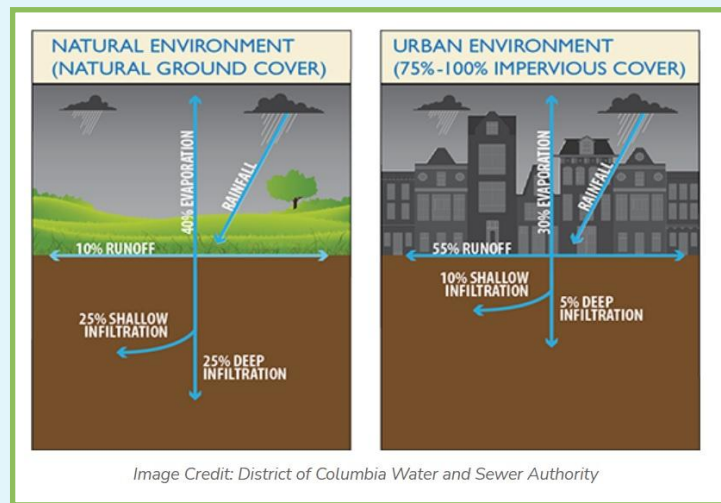 NATURAL ENVIRONMENT
(NATURAL GROUND COVER)
40% EVAPORATION
RAINFALL
10% RUNOFF
25% SHALLOW
INFILTRATION
25% DEEP
INFILTRATION
URBAN ENVIRONMENT
(75%-100% IMPERVIOUS COVER)
30% EVAPORATION
RAINFALL
55% RUNOFF
10% SHALLOW
INFILTRATION
5% DEEP
INFILTRATION
Image Credit: District of Columbia Water and Sewer Authority